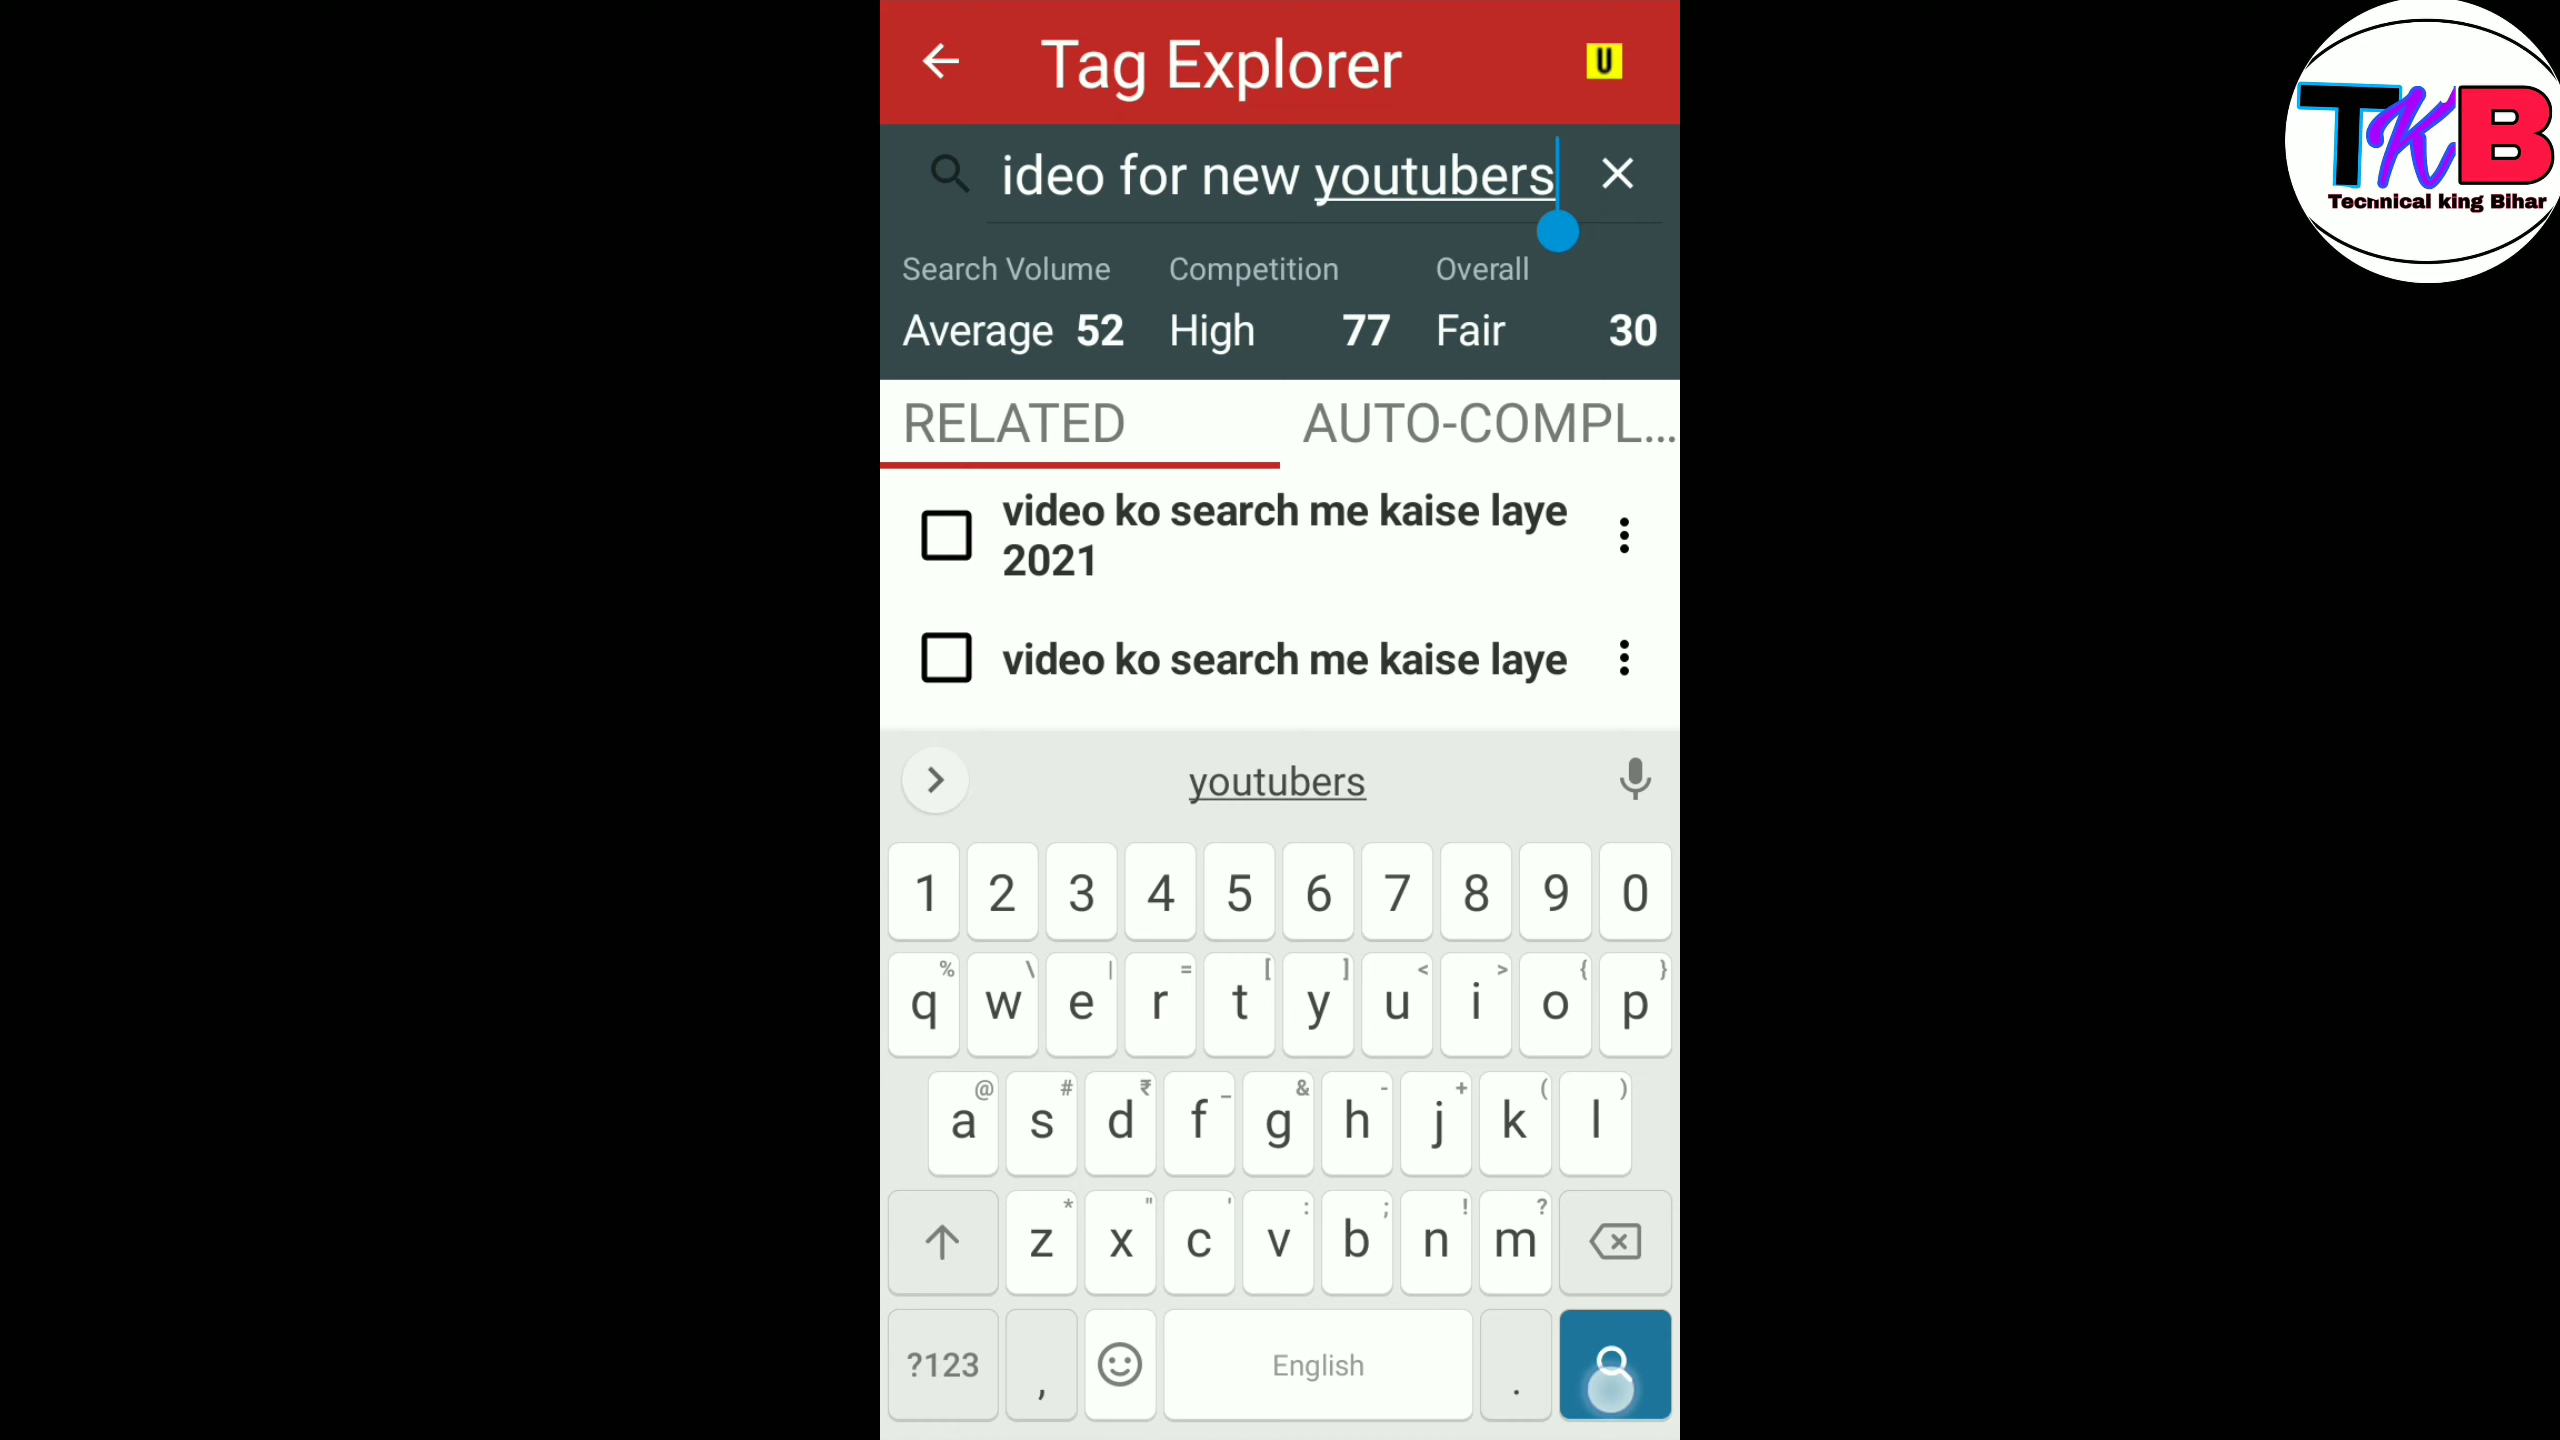 Tag Explorer
U
TKB
Technical king Bihar
ideo for new youtubers
Search Volume Competition Overall
Average 52 High 77 Fair 30
RELATED AUTO-COMPL...
video ko search me kaise laye
2021
video ko search me kaise laye
youtubers
1 2 3 4 5 6 7 8 9 0
% \ | = [ ] < > { }
q w e r t y u i o p
@ # ₹ _ & - + ( )
a s d f g h j k l
* " ' : ; ! ?
z x c v b n m
?123 , English .